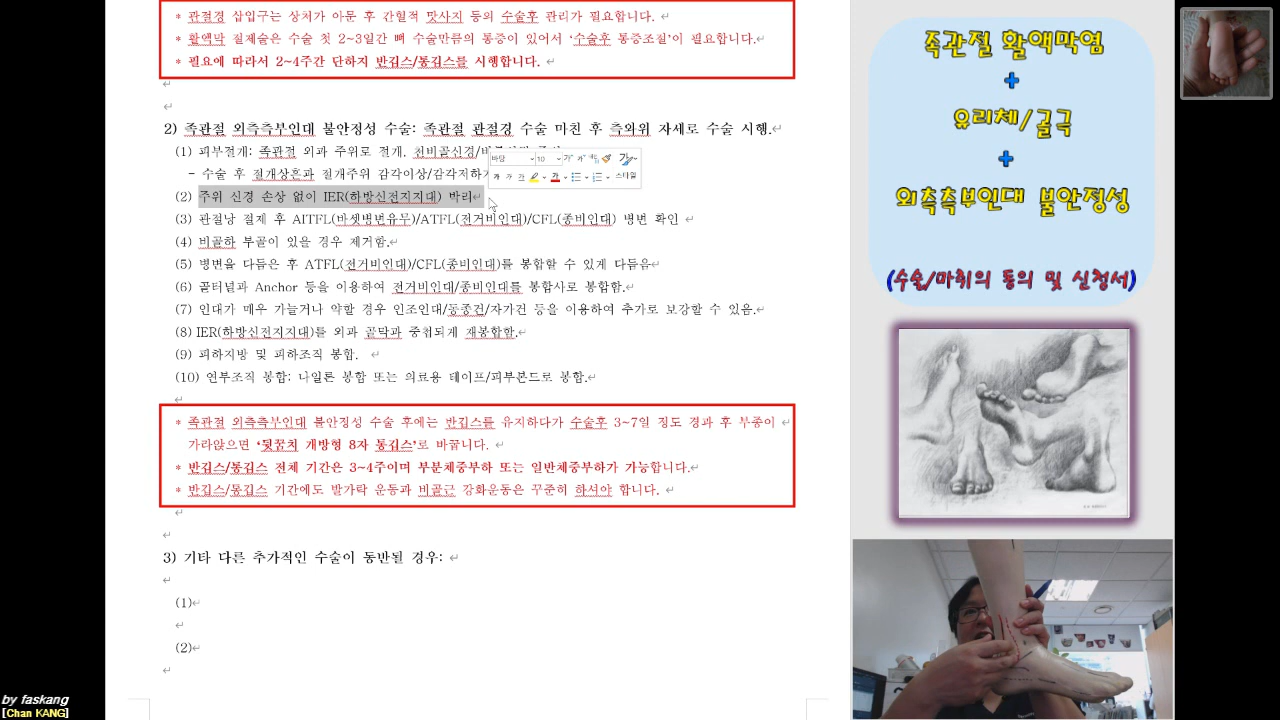 * 관절경 삽입구는 상처가 아문 후 간헐적 맛사지 등의 수술후 관리가 필요합니다.
* 활액막 절제술은 수술 첫 2~3일간 뼈 수술만큼의 통증이 있어서 '수술후 통증조절'이 필요합니다.
* 필요에 따라서 2~4주간 단하지 반깁스/통깁스를 시행합니다.
2) 족관절 외측측부인대 불안정성 수술: 족관절 관절경 수술 마친 후 측와위 자세로 수술 시행.
(1) 피부절개: 족관절 외과 주위로 절개. 천비골신경/
- 수술 후 절개상흔과 절개주위 감각이상/감각저하
바탕 10
가 가 가 가 스타일
(2) 주위 신경 손상 없이 IER(하방신전지지대) 박리
(3) 관절낭 절제 후 AITFL(바셋병변유무)/ATFL(전거비인대)/CFL(종비인대) 병변 확인
(4) 비골하 부골이 있을 경우 제거함.
(5) 병변을 다듬은 후 ATFL(전거비인대)/CFL(종비인대)를 봉합할 수 있게 다듬음
(6) 골터널과 Anchor 등을 이용하여 전거비인대/종비인대를 봉합사로 봉합함.
(7) 인대가 매우 가늘거나 약할 경우 인조인대/동종건/자가건 등을 이용하여 추가로 보강할 수 있음.
(8) IER(하방신전지지대)를 외과 골막과 중첩되게 재봉합함.
(9) 피하지방 및 피하조직 봉합.
(10) 연부조직 봉합: 나일론 봉합 또는 의료용 테이프/피부본드로 봉합.
* 족관절 외측측부인대 불안정성 수술 후에는 반깁스를 유지하다가 수술후 3~7일 정도 경과 후 부종이
가라앉으면 '뒷꿈치 개방형 8자 통깁스'로 바꿉니다.
* 반깁스/통깁스 전체 기간은 3~4주이며 부분체중부하 또는 일반체중부하가 가능합니다.
* 반깁스/통깁스 기간에도 발가락 운동과 비골근 강화운동은 꾸준히 하셔야 합니다.
3) 기타 다른 추가적인 수술이 동반될 경우:
(1)
(2)
족관절 활액막염
+
유리체/골극
+
외측측부인대 불안정성
(수술/마취의 동의 및 신청서)
by faskang
[Chan KANG]